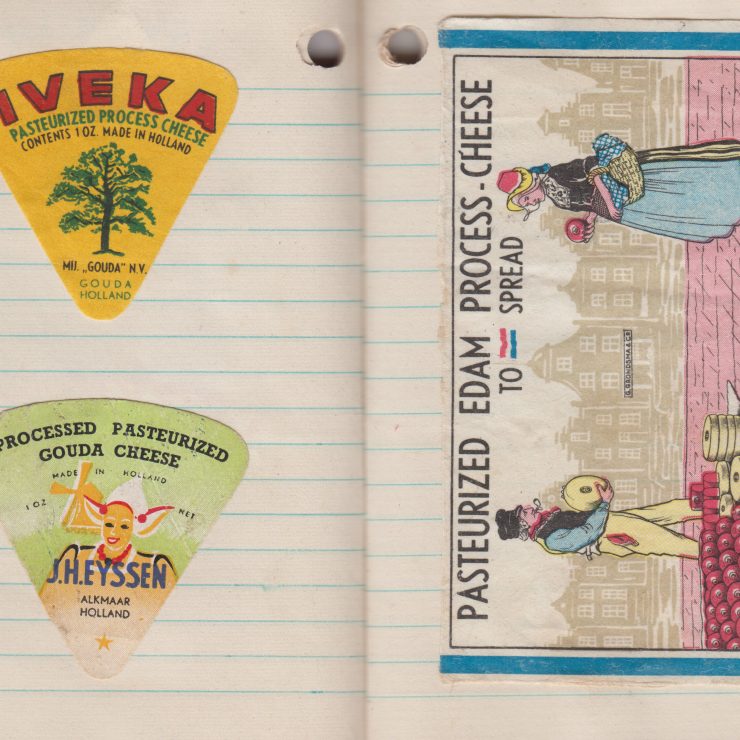 IVEKA
PASTEURIZED PROCESS CHEESE
CONTENTS 1 OZ. MADE IN HOLLAND
MIJ. „GOUDA" N.V.
GOUDA
HOLLAND
PROCESSED PASTEURIZED
GOUDA CHEESE
MADE IN HOLLAND
1 OZ NET
J.H.EYSSEN
ALKMAAR
HOLLAND
PASTEURIZED EDAM PROCESS-CHEESE
TO SPREAD